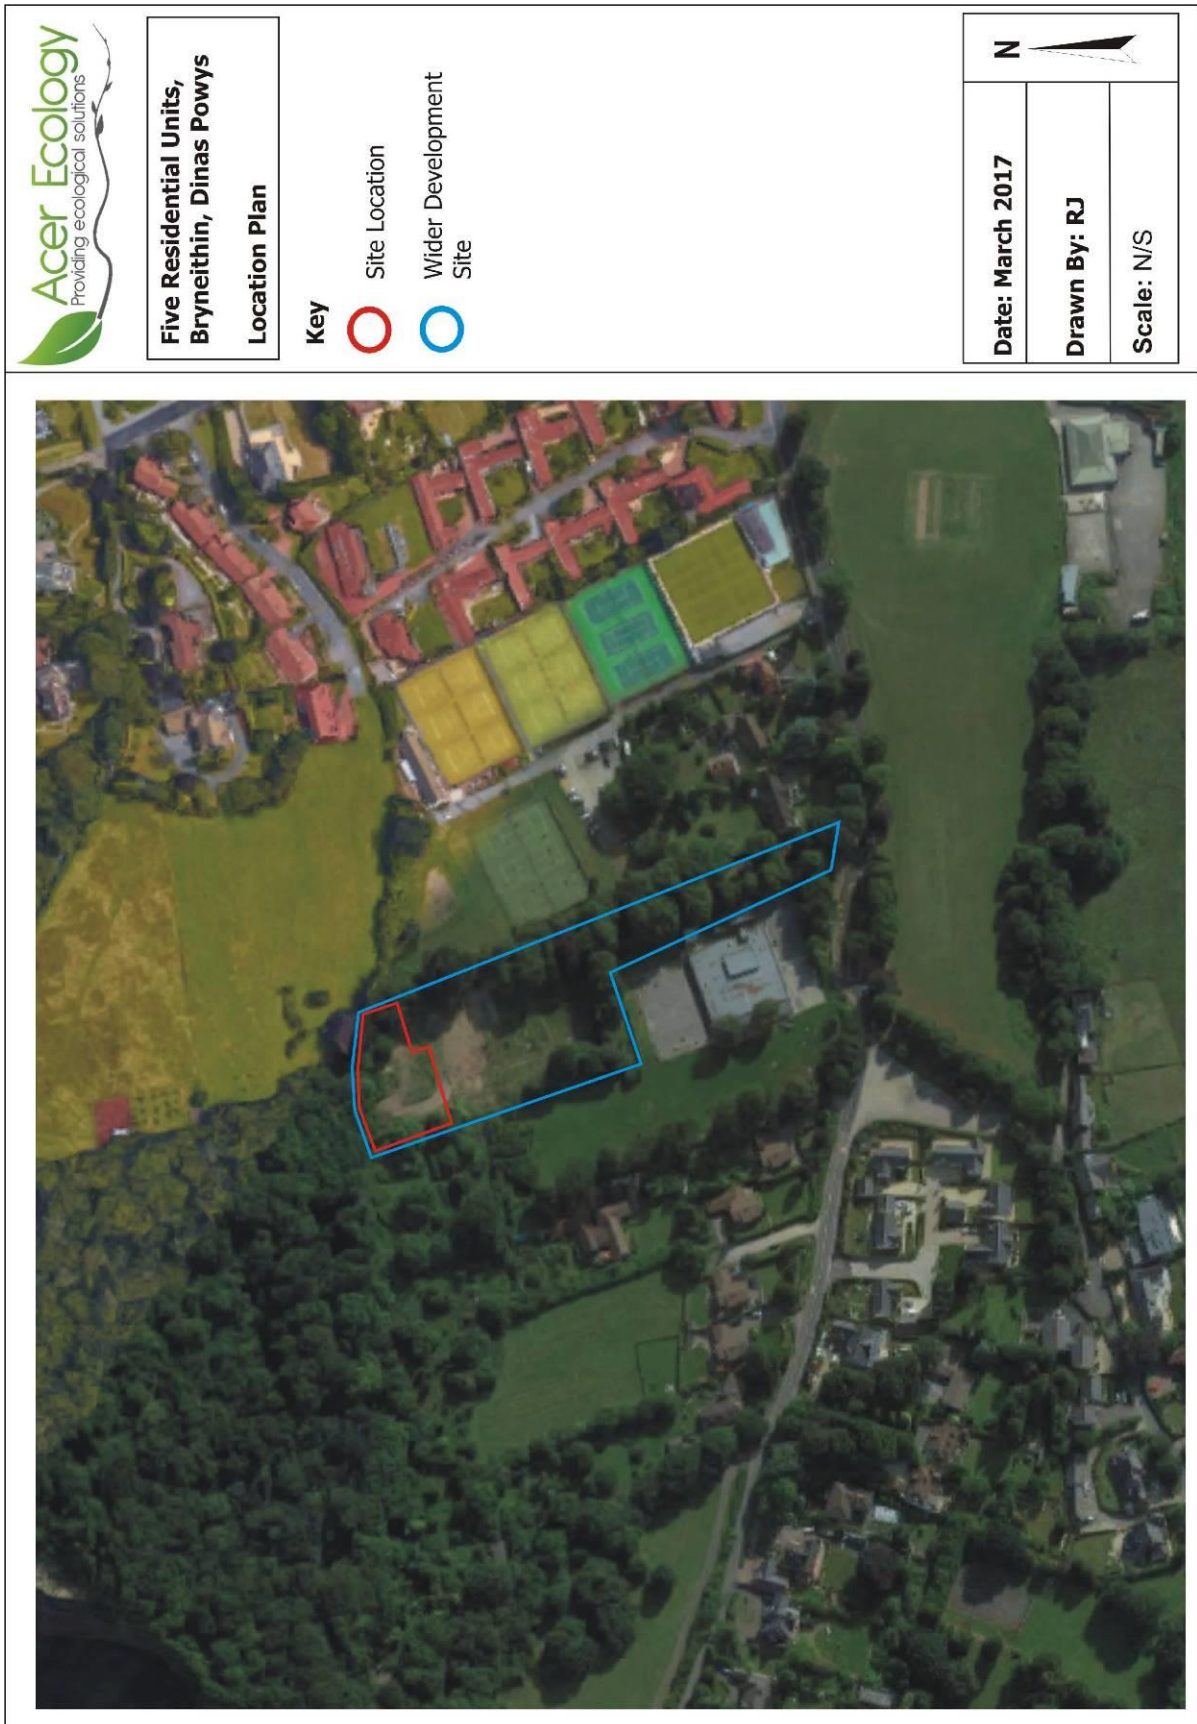 Acer Ecology
Providing ecological solutions
Five Residential Units,
Bryneithin, Dinas Powys
Location Plan
Key
Site Location
Wider Development
Site
Date: March 2017
N
Drawn By: RJ
Scale: N/S